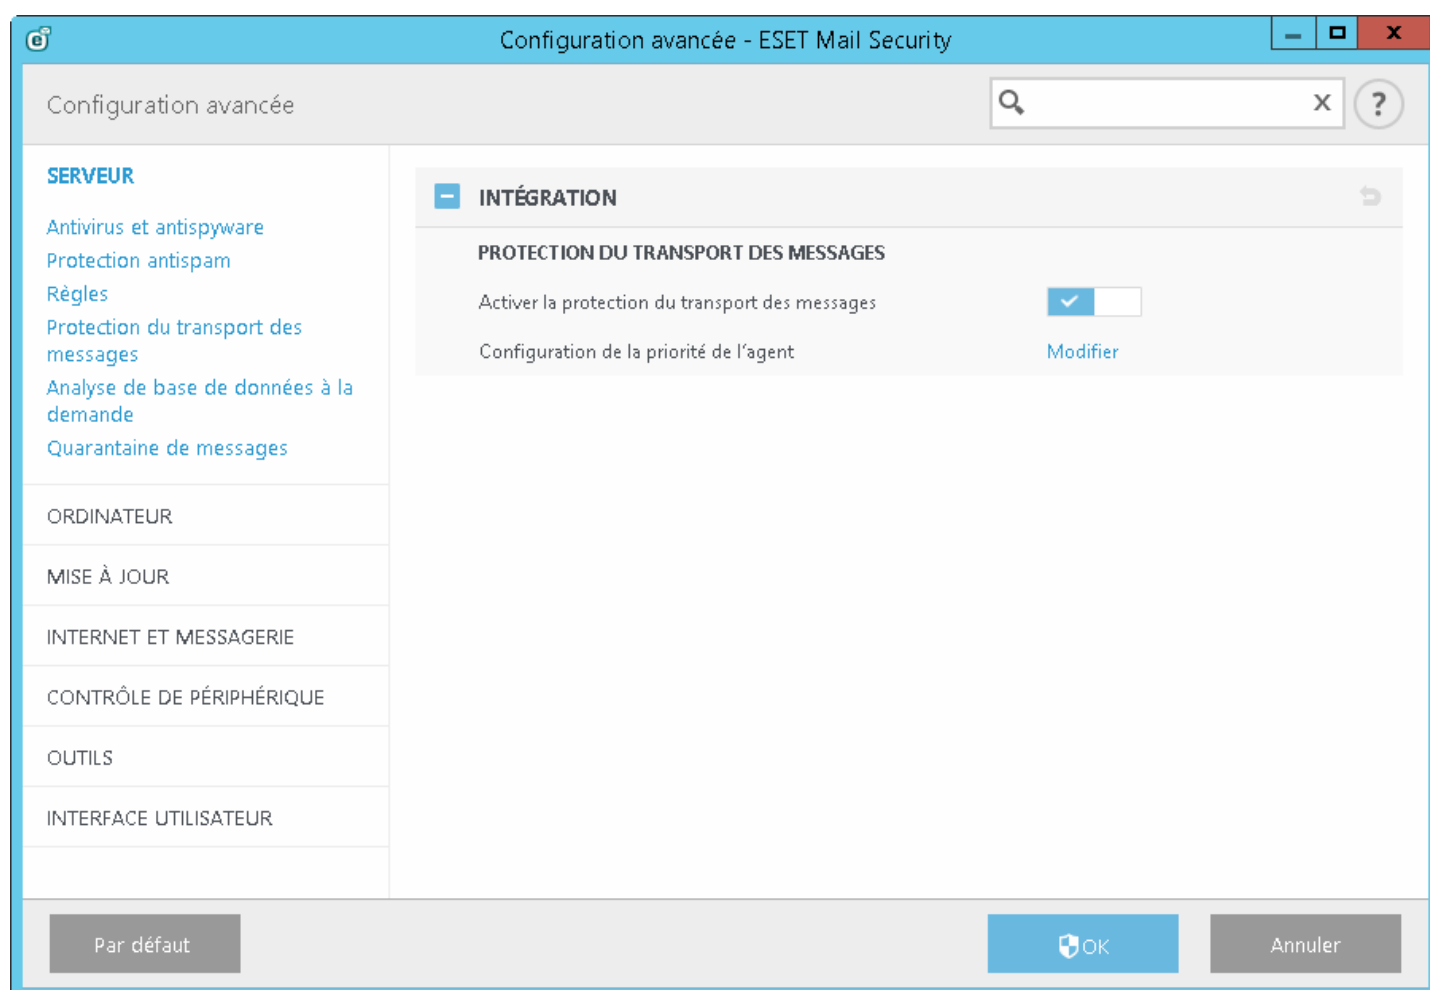 Configuration avancée - ESET Mail Security
Configuration avancée
?
SERVEUR
Antivirus et antispyware
Protection antispam
Règles
Protection du transport des
messages
Analyse de base de données à la
demande
Quarantaine de messages
ORDINATEUR
MISE À JOUR
INTERNET ET MESSAGERIE
CONTRÔLE DE PÉRIPHÉRIQUE
OUTILS
INTERFACE UTILISATEUR
INTÉGRATION
PROTECTION DU TRANSPORT DES MESSAGES
Activer la protection du transport des messages
Configuration de la priorité de l'agent Modifier
Par défaut
OK
Annuler